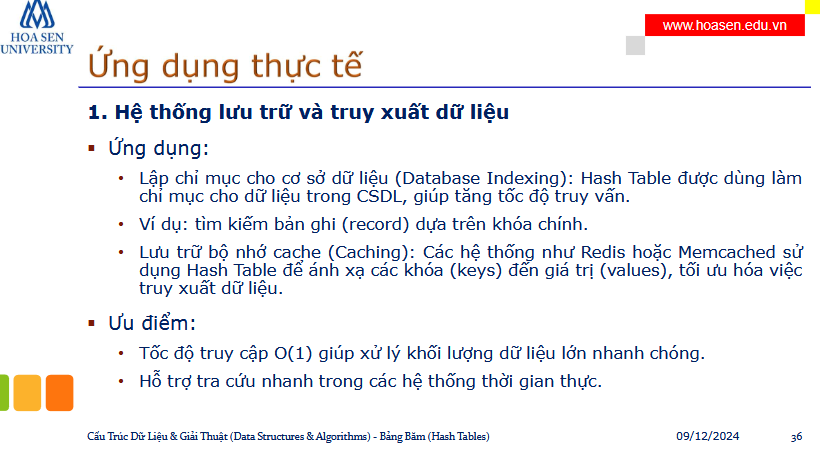 HOA SEN
UNIVERSITY
www.hoasen.edu.vn
Ứng dụng thực tế
1. Hệ thống lưu trữ và truy xuất dữ liệu
▪ Ứng dụng:
• Lập chỉ mục cho cơ sở dữ liệu (Database Indexing): Hash Table được dùng làm
chỉ mục cho dữ liệu trong CSDL, giúp tăng tốc độ truy vấn.
• Ví dụ: tìm kiếm bản ghi (record) dựa trên khóa chính.
• Lưu trữ bộ nhớ cache (Caching): Các hệ thống như Redis hoặc Memcached sử
dụng Hash Table để ánh xạ các khóa (keys) đến giá trị (values), tối ưu hóa việc
truy xuất dữ liệu.
▪ Ưu điểm:
• Tốc độ truy cập O(1) giúp xử lý khối lượng dữ liệu lớn nhanh chóng.
• Hỗ trợ tra cứu nhanh trong các hệ thống thời gian thực.
Cấu Trúc Dữ Liệu & Giải Thuật (Data Structures & Algorithms) - Bảng Băm (Hash Tables) 09/12/2024 36